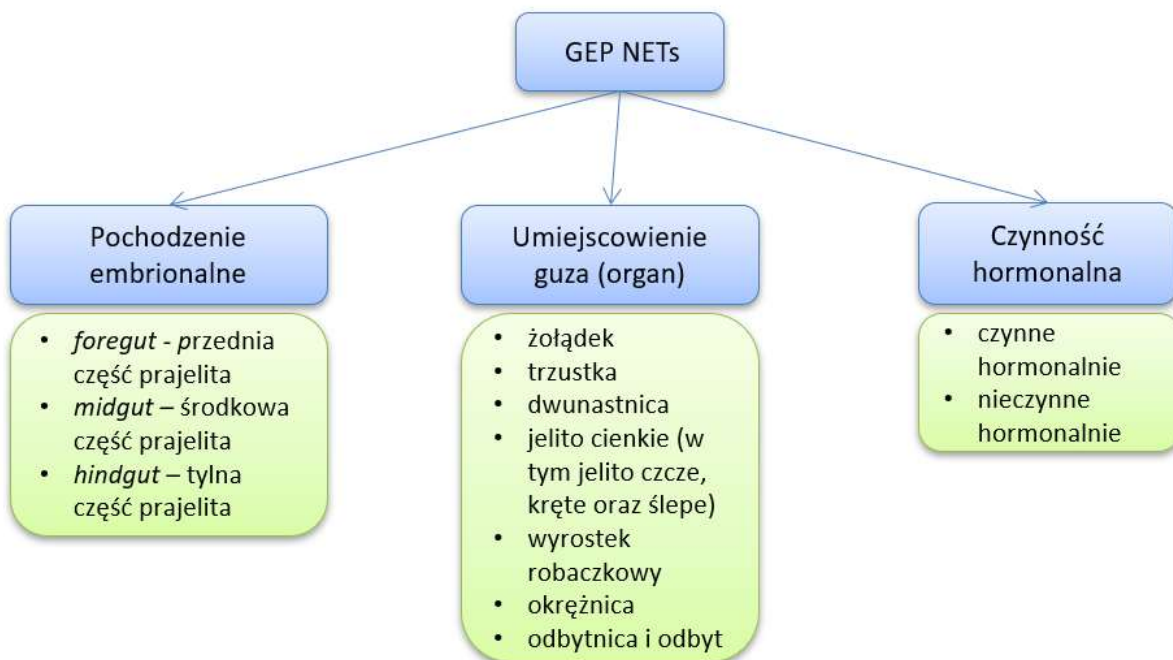 GEP NETs
Pochodzenie
embrionalne
• foregut - przednia
część prajelita
• midgut – środkowa
część prajelita
• hindgut – tylna
część prajelita
Umiejscowienie
guza (organ)
• żołądek
• trzustka
• dwunastnica
• jelito cienkie (w
tym jelito czcze,
kręte oraz ślepe)
• wyrostek
robaczkowy
• okrężnica
• odbytnica i odbyt
Czynność
hormonalna
• czynne
hormonalnie
• nieczynne
hormonalnie